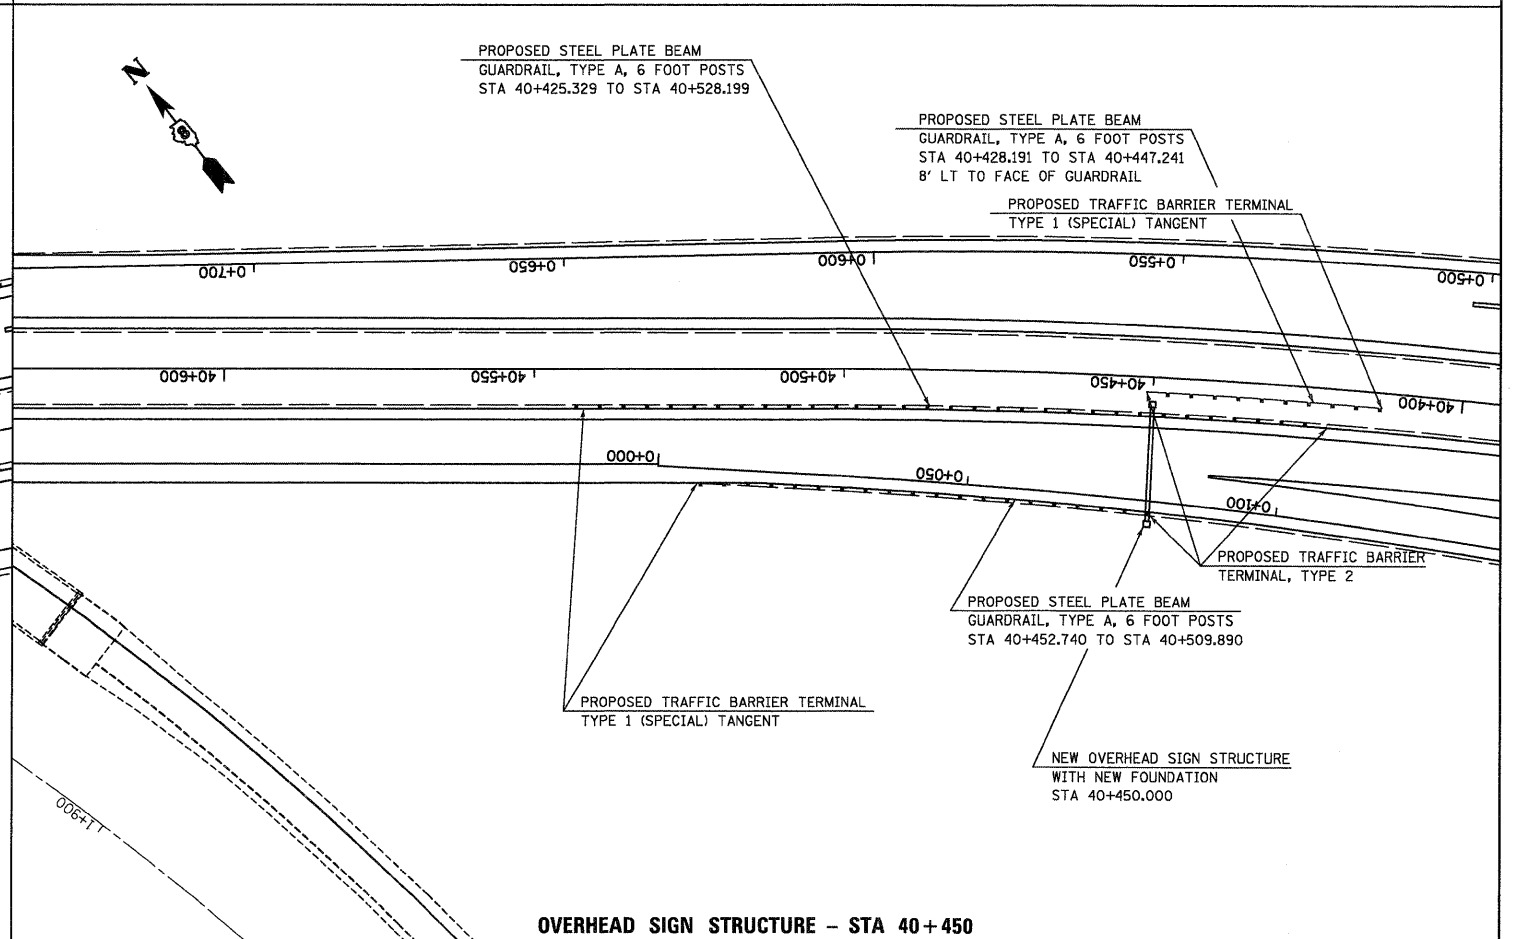 PROPOSED STEEL PLATE BEAM
GUARDRAIL, TYPE A, 6 FOOT POSTS
STA 40+425.329 TO STA 40+528.199
N
8
PROPOSED STEEL PLATE BEAM
GUARDRAIL, TYPE A, 6 FOOT POSTS
STA 40+428.191 TO STA 40+447.241
8' LT TO FACE OF GUARDRAIL
PROPOSED TRAFFIC BARRIER TERMINAL
TYPE 1 (SPECIAL) TANGENT
0+700
0+650
0+600
0+550
0+500
40+600
40+550
40+500
40+450
40+400
0+000
0+050
0+100
PROPOSED TRAFFIC BARRIER
TERMINAL, TYPE 2
PROPOSED STEEL PLATE BEAM
GUARDRAIL, TYPE A, 6 FOOT POSTS
STA 40+452.740 TO STA 40+509.890
PROPOSED TRAFFIC BARRIER TERMINAL
TYPE 1 (SPECIAL) TANGENT
NEW OVERHEAD SIGN STRUCTURE
WITH NEW FOUNDATION
STA 40+450.000
11+900
OVERHEAD SIGN STRUCTURE - STA 40+450